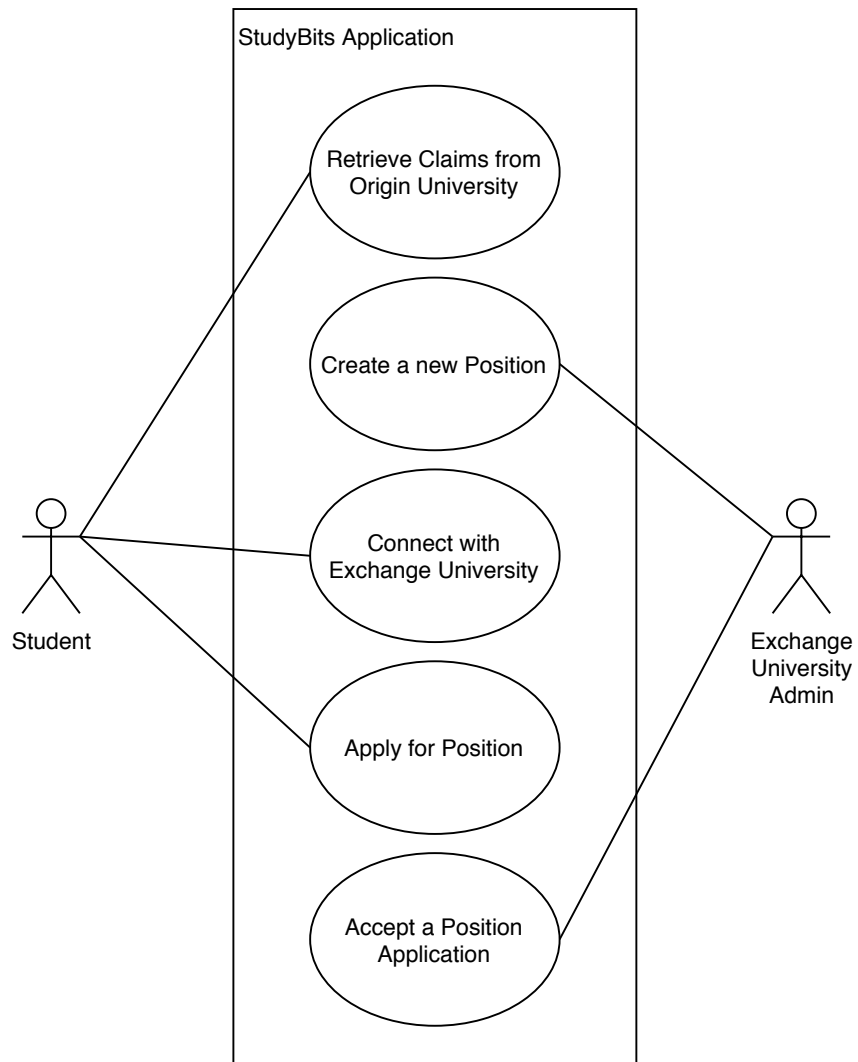 StudyBits Application
Retrieve Claims from
Origin University
Create a new Position
Connect with
Exchange University
Student
Exchange
University
Admin
Apply for Position
Accept a Position
Application